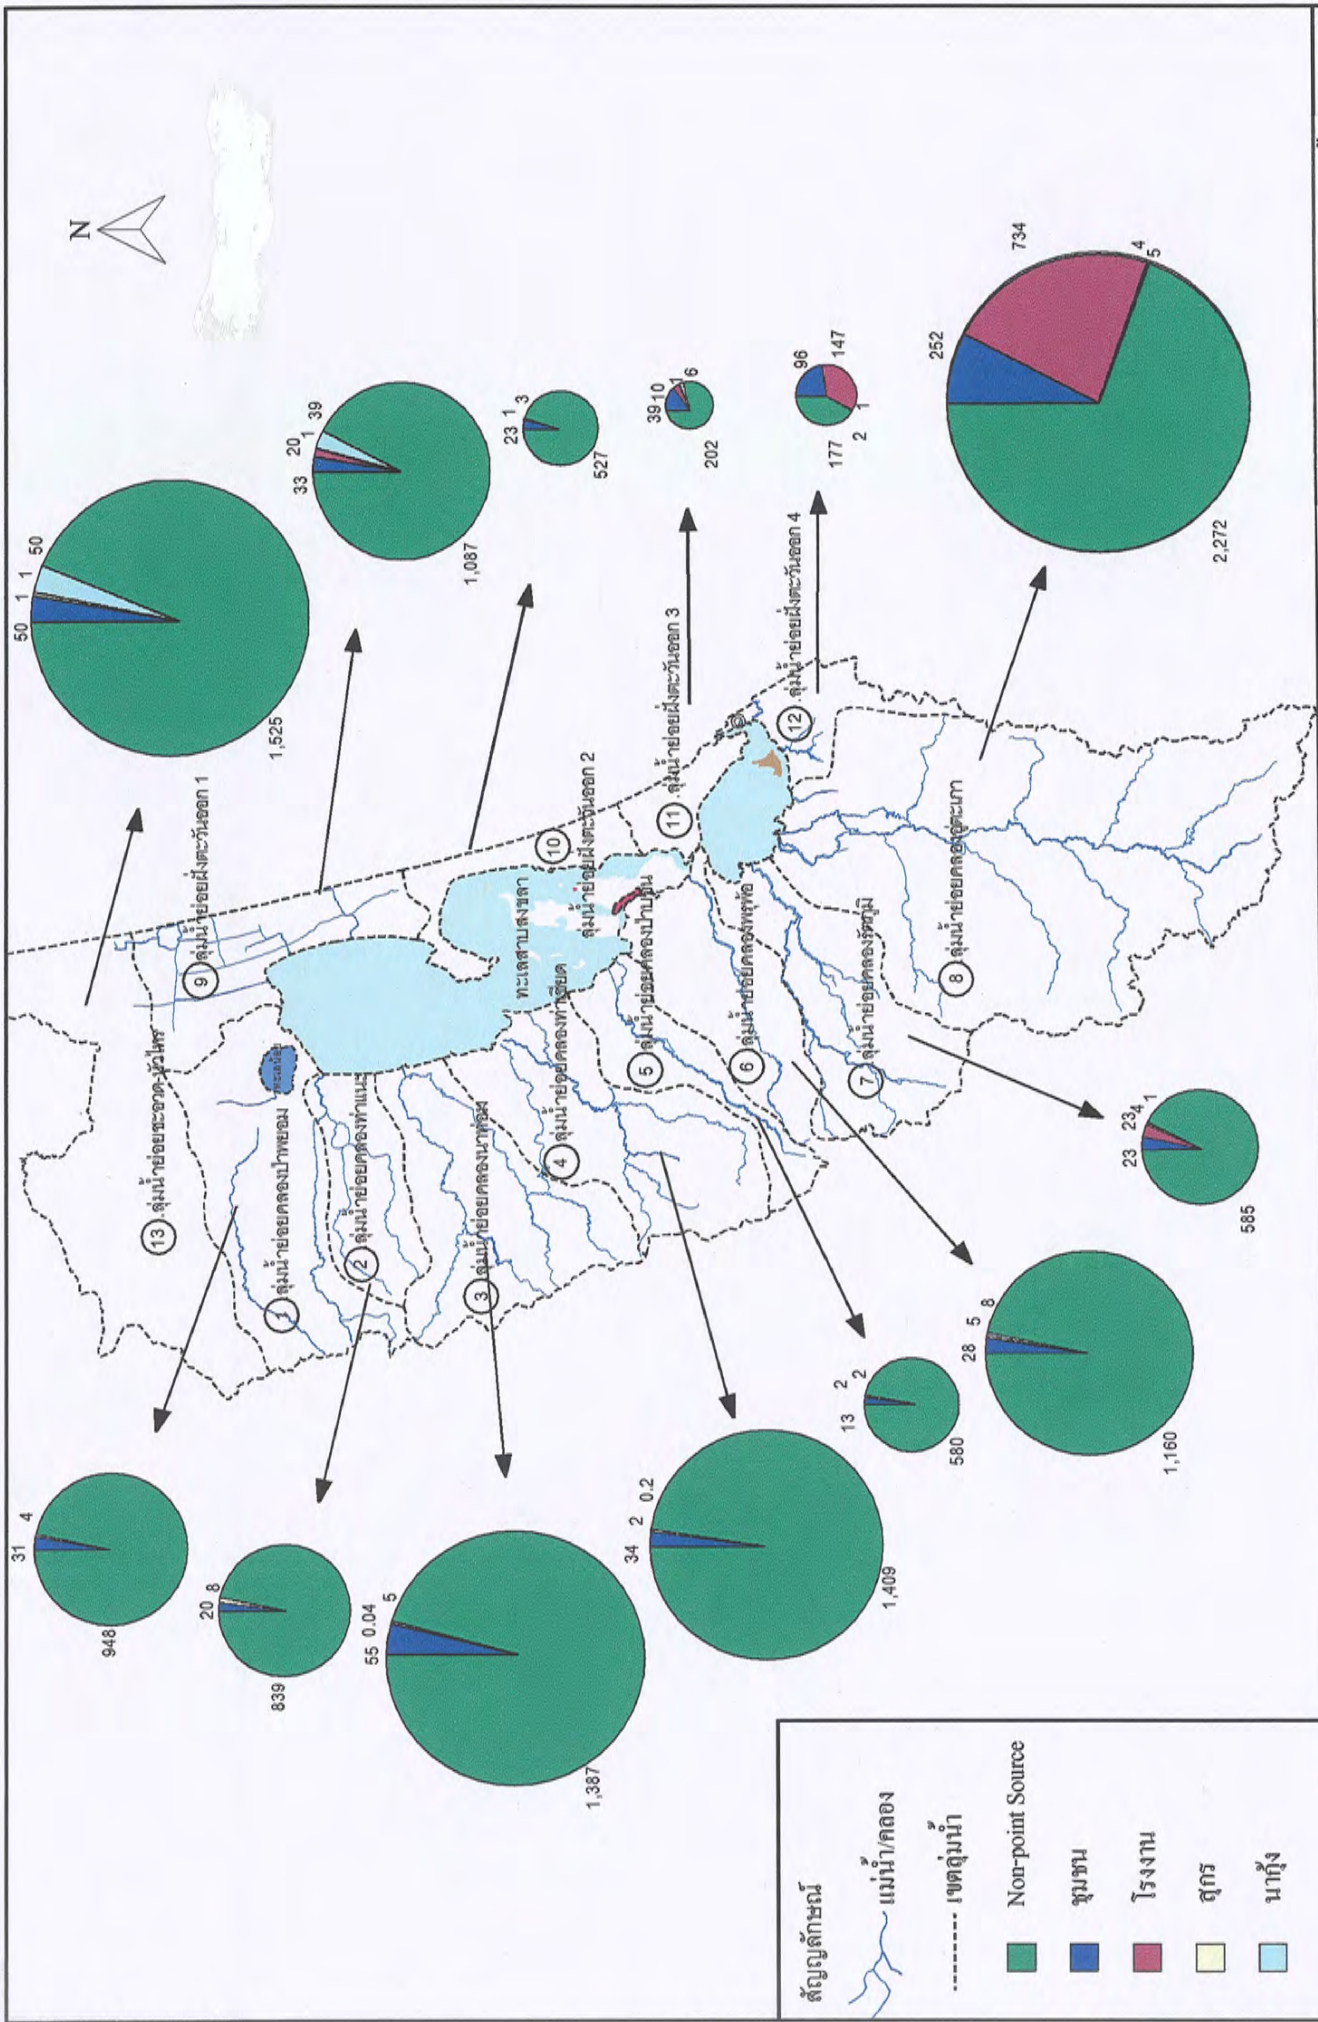 N
50 1 1 50
1,525
33 20 1 39
1,087
23 1 3
527
39 10 1 6
202
96 147
177 2 1
252 734
4
5
2,272
13 ลุ่มน้ำย่อยชะอวด-หัวไทร
9 ลุ่มน้ำย่อยฝั่งตะวันออก 1
ทะเลน้อย
1 ลุ่มน้ำย่อยคลองป่าพยอม
2 ลุ่มน้ำย่อยคลองท่าแนะ
3 ลุ่มน้ำย่อยคลองนาท่อม
4 ลุ่มน้ำย่อยคลองท่าเชียด
ทะเลสาบสงขลา
10
ลุ่มน้ำย่อยฝั่งตะวันออก 2
5 ลุ่มน้ำย่อยคลองป่าบอน
11 ลุ่มน้ำย่อยฝั่งตะวันออก 3
6 ลุ่มน้ำย่อยคลองพรุพ้อ
12 ลุ่มน้ำย่อยฝั่งตะวันออก 4
7 ลุ่มน้ำย่อยคลองรัตภูมิ
8 ลุ่มน้ำย่อยคลองอู่ตะเภา
31 4
948
20 8
839
55 0.04 5
1,387
34 2 0.2
1,409
13 2 2
580
28 5 8
1,160
23 23 4 1
585
สัญญลักษณ์
แม่น้ำ/คลอง
เขตลุ่มน้ำ
Non-point Source
ชุมชน
โรงงาน
สุกร
นากุ้ง